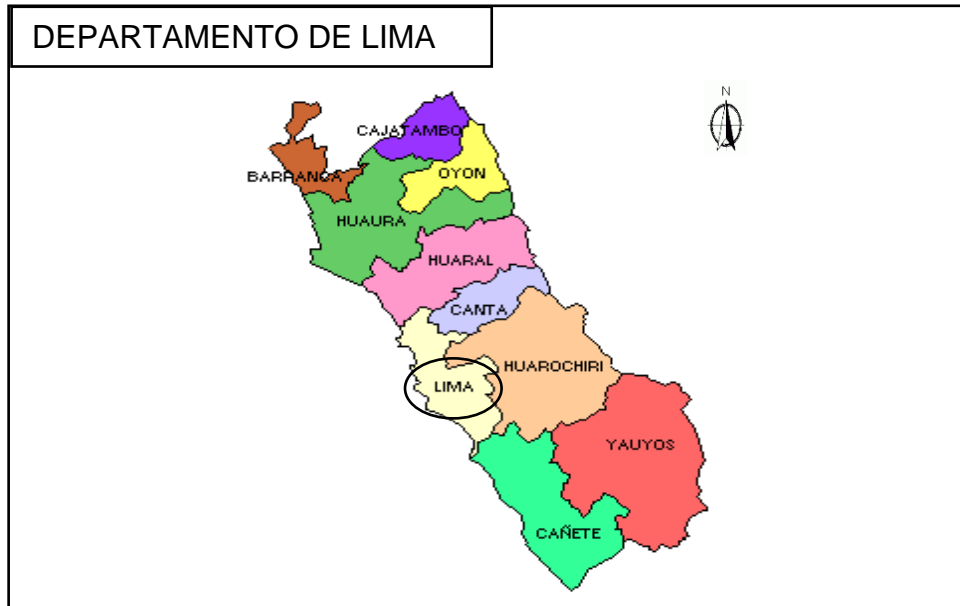 DEPARTAMENTO DE LIMA
N
CAJATAMBO
BARRANCA
OYON
HUAURA
HUARAL
CANTA
HUAROCHIRI
LIMA
YAUYOS
CAÑETE